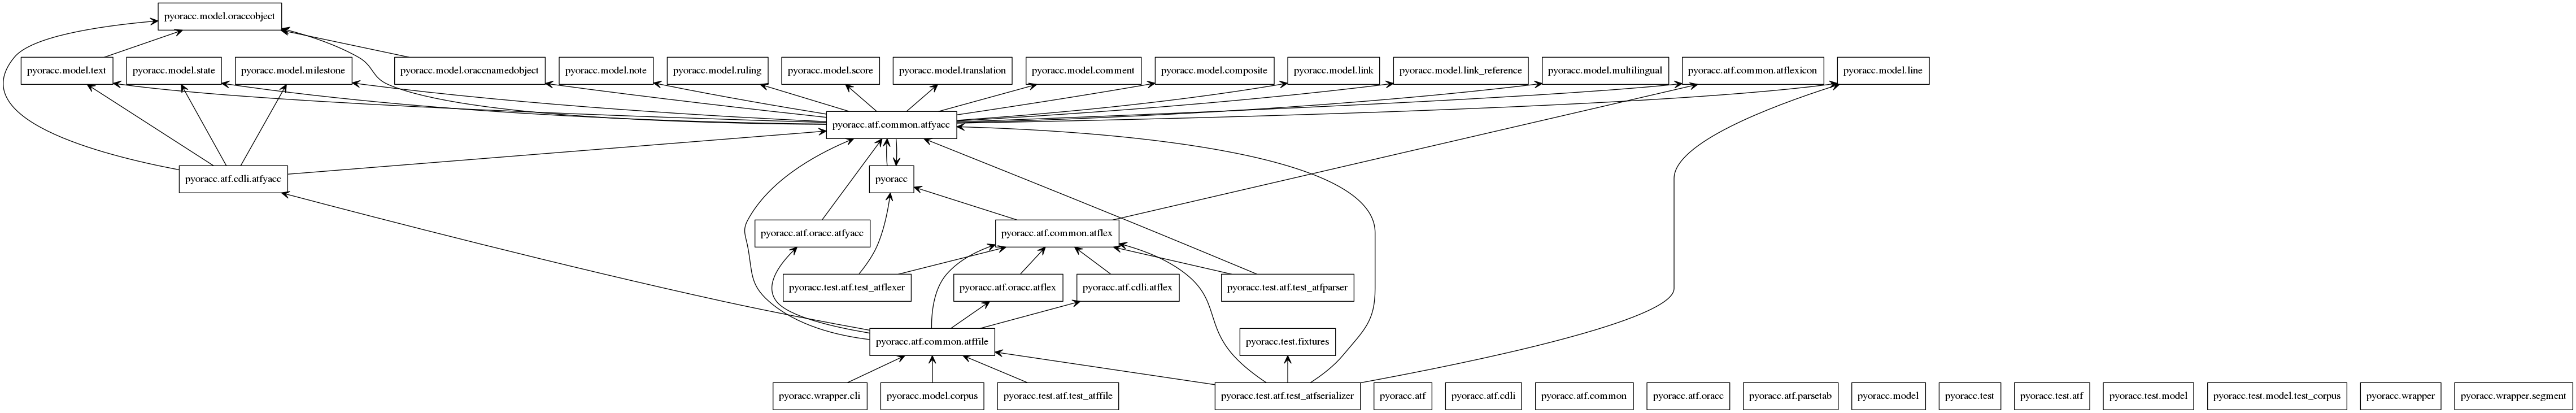 pyoracc.model.oraccobject
pyoracc.model.text
pyoracc.model.state
pyoracc.model.milestone
pyoracc.model.oraccnamedobject
pyoracc.model.note
pyoracc.model.ruling
pyoracc.model.score
pyoracc.model.translation
pyoracc.model.comment
pyoracc.model.composite
pyoracc.model.link
pyoracc.model.link_reference
pyoracc.model.multilingual
pyoracc.atf.common.atflexicon
pyoracc.model.line
pyoracc.atf.common.atfyacc
pyoracc.atf.cdli.atfyacc
pyoracc
pyoracc.atf.oracc.atfyacc
pyoracc.atf.common.atflex
pyoracc.test.atf.test_atflexer
pyoracc.atf.oracc.atflex
pyoracc.atf.cdli.atflex
pyoracc.test.atf.test_atfparser
pyoracc.atf.common.atffile
pyoracc.test.fixtures
pyoracc.wrapper.cli
pyoracc.model.corpus
pyoracc.test.atf.test_atffile
pyoracc.test.atf.test_atfserializer
pyoracc.atf
pyoracc.atf.cdli
pyoracc.atf.common
pyoracc.atf.oracc
pyoracc.atf.parsetab
pyoracc.model
pyoracc.test
pyoracc.test.atf
pyoracc.test.model
pyoracc.test.model.test_corpus
pyoracc.wrapper
pyoracc.wrapper.segment